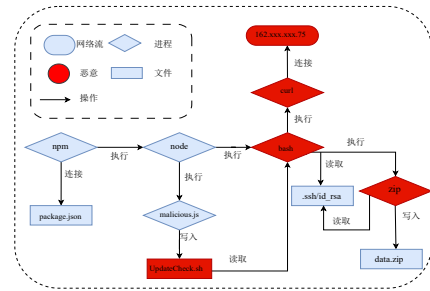 162.xxx.xxx.75
网络流
进程
恶意
文件
操作
连接
curl
执行
npm
执行
node
执行
bash
执行
连接
执行
读取
package.json
malicious.js
.ssh/id_rsa
zip
写入
读取
写入
UpdateCheck.sh
读取
data.zip